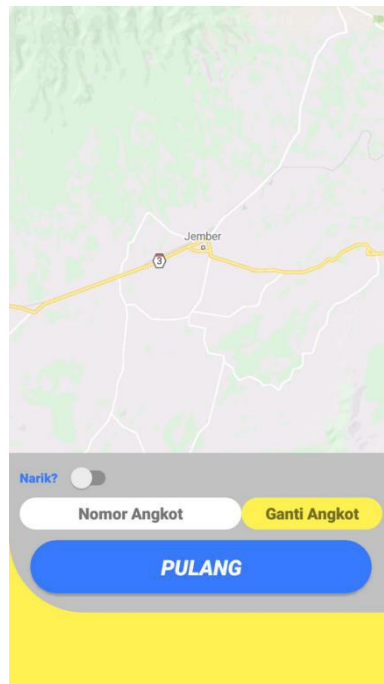 Jember
3
Narik?
Nomor Angkot
Ganti Angkot
PULANG